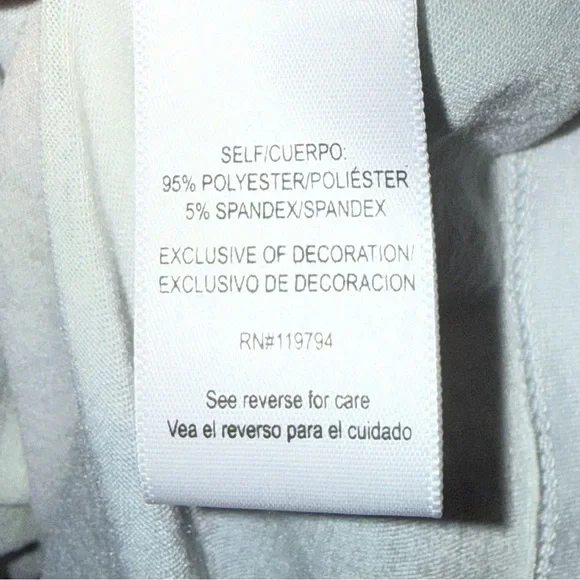 SELF/CUERPO:
95% POLYESTER/POLIÉSTER
5% SPANDEX/SPANDEX
EXCLUSIVE OF DECORATION/
EXCLUSIVO DE DECORACION
RN#119794
See reverse for care
Vea el reverso para el cuidado